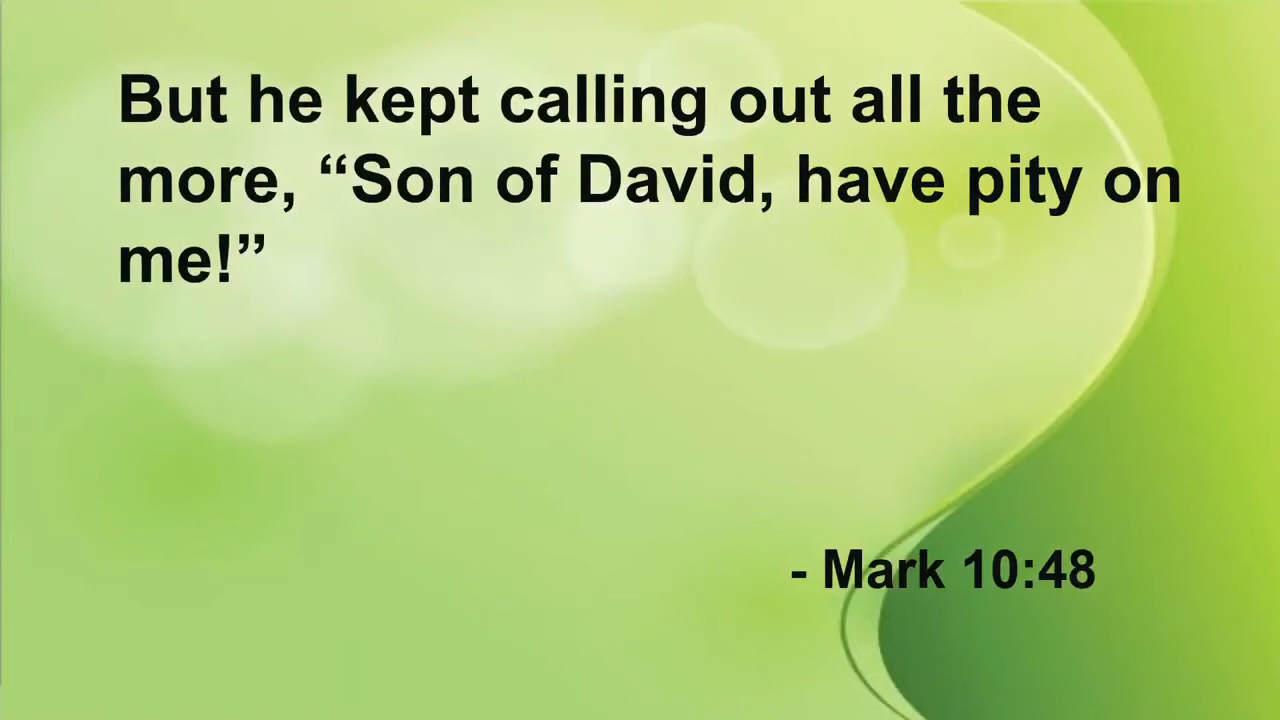 But he kept calling out all the
more, “Son of David, have pity on
me!”
- Mark 10:48